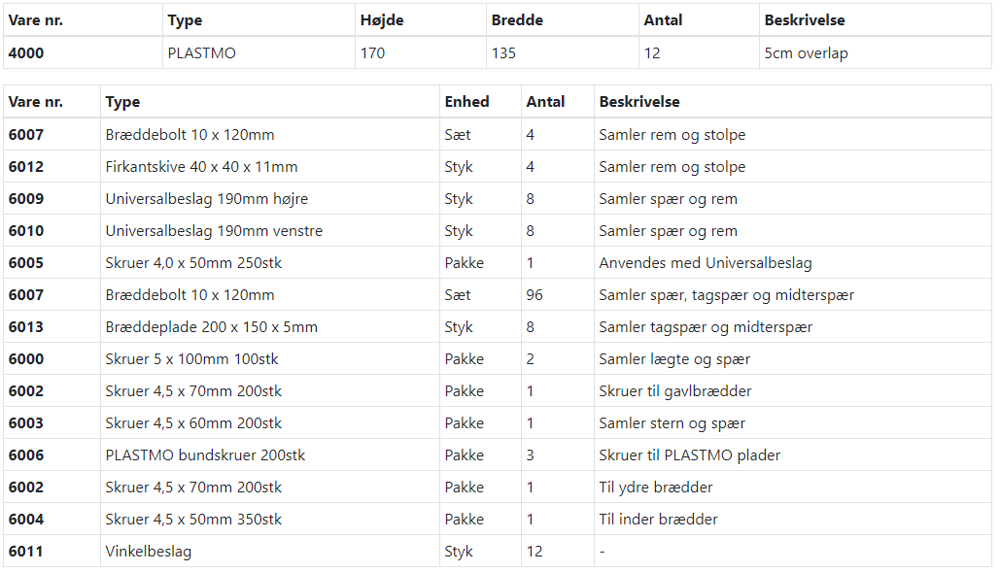 Vare nr. Type Højde Bredde Antal Beskrivelse
4000 PLASTMO 170 135 12 5cm overlap
Vare nr. Type Enhed Antal Beskrivelse
6007 Bræddebolt 10 x 120mm Sæt 4 Samler rem og stolpe
6012 Firkantskive 40 x 40 x 11mm Styk 4 Samler rem og stolpe
6009 Universalbeslag 190mm højre Styk 8 Samler spær og rem
6010 Universalbeslag 190mm venstre Styk 8 Samler spær og rem
6005 Skruer 4,0 x 50mm 250stk Pakke 1 Anvendes med Universalbeslag
6007 Bræddebolt 10 x 120mm Sæt 96 Samler spær, tagspær og midterspær
6013 Bræddeplade 200 x 150 x 5mm Styk 8 Samler tagspær og midterspær
6000 Skruer 5 x 100mm 100stk Pakke 2 Samler lægte og spær
6002 Skruer 4,5 x 70mm 200stk Pakke 1 Skruer til gavlbrædder
6003 Skruer 4,5 x 60mm 200stk Pakke 1 Samler stern og spær
6006 PLASTMO bundskruer 200stk Pakke 3 Skruer til PLASTMO plader
6002 Skruer 4,5 x 70mm 200stk Pakke 1 Til ydre brædder
6004 Skruer 4,5 x 50mm 350stk Pakke 1 Til inder brædder
6011 Vinkelbeslag Styk 12 -